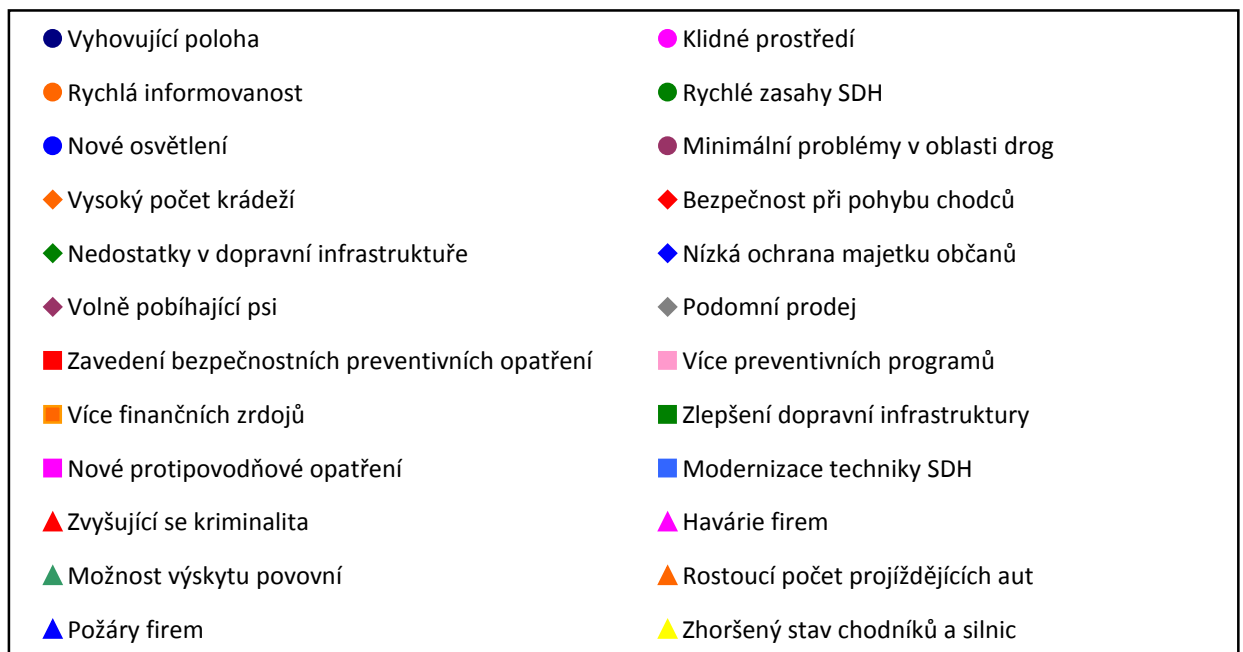 Vyhovující poloha
Klidné prostředí
Rychlá informovanost
Rychlé zasahy SDH
Nové osvětlení
Minimální problémy v oblasti drog
Vysoký počet krádeží
Bezpečnost při pohybu chodců
Nedostatky v dopravní infrastruktuře
Nízká ochrana majetku občanů
Volně pobíhající psi
Podomní prodej
Zavedení bezpečnostních preventivních opatření
Více preventivních programů
Více finančních zrdojů
Zlepšení dopravní infrastruktury
Nové protipovodňové opatření
Modernizace techniky SDH
Zvyšující se kriminalita
Havárie firem
Možnost výskytu povovní
Rostoucí počet projíždějících aut
Požáry firem
Zhoršený stav chodníků a silnic